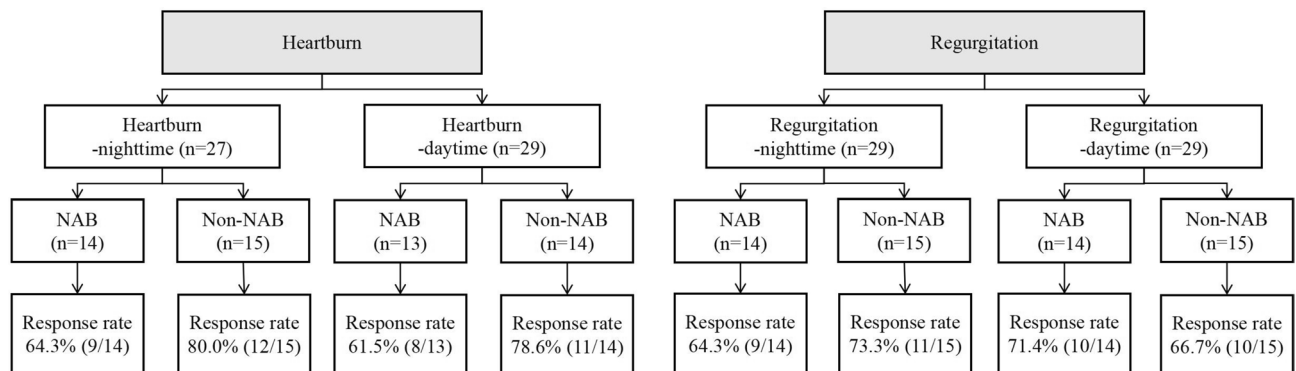 Heartburn
Regurgitation
Heartburn
-nighttime (n=27)
Heartburn
-daytime (n=29)
Regurgitation
-nighttime (n=29)
Regurgitation
-daytime (n=29)
NAB
(n=14)
Non-NAB
(n=15)
NAB
(n=13)
Non-NAB
(n=14)
NAB
(n=14)
Non-NAB
(n=15)
NAB
(n=14)
Non-NAB
(n=15)
Response rate
64.3% (9/14)
Response rate
80.0% (12/15)
Response rate
61.5% (8/13)
Response rate
78.6% (11/14)
Response rate
64.3% (9/14)
Response rate
73.3% (11/15)
Response rate
71.4% (10/14)
Response rate
66.7% (10/15)